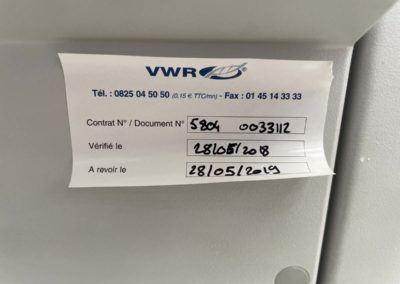 VWR
Tél. : 0825 04 50 50 (0,15 € TTC/mn) - Fax : 01 45 14 33 33
Contrat N° / Document N° 5804 0033112
Vérifié le 28/05/2018
A revoir le 28/05/2019